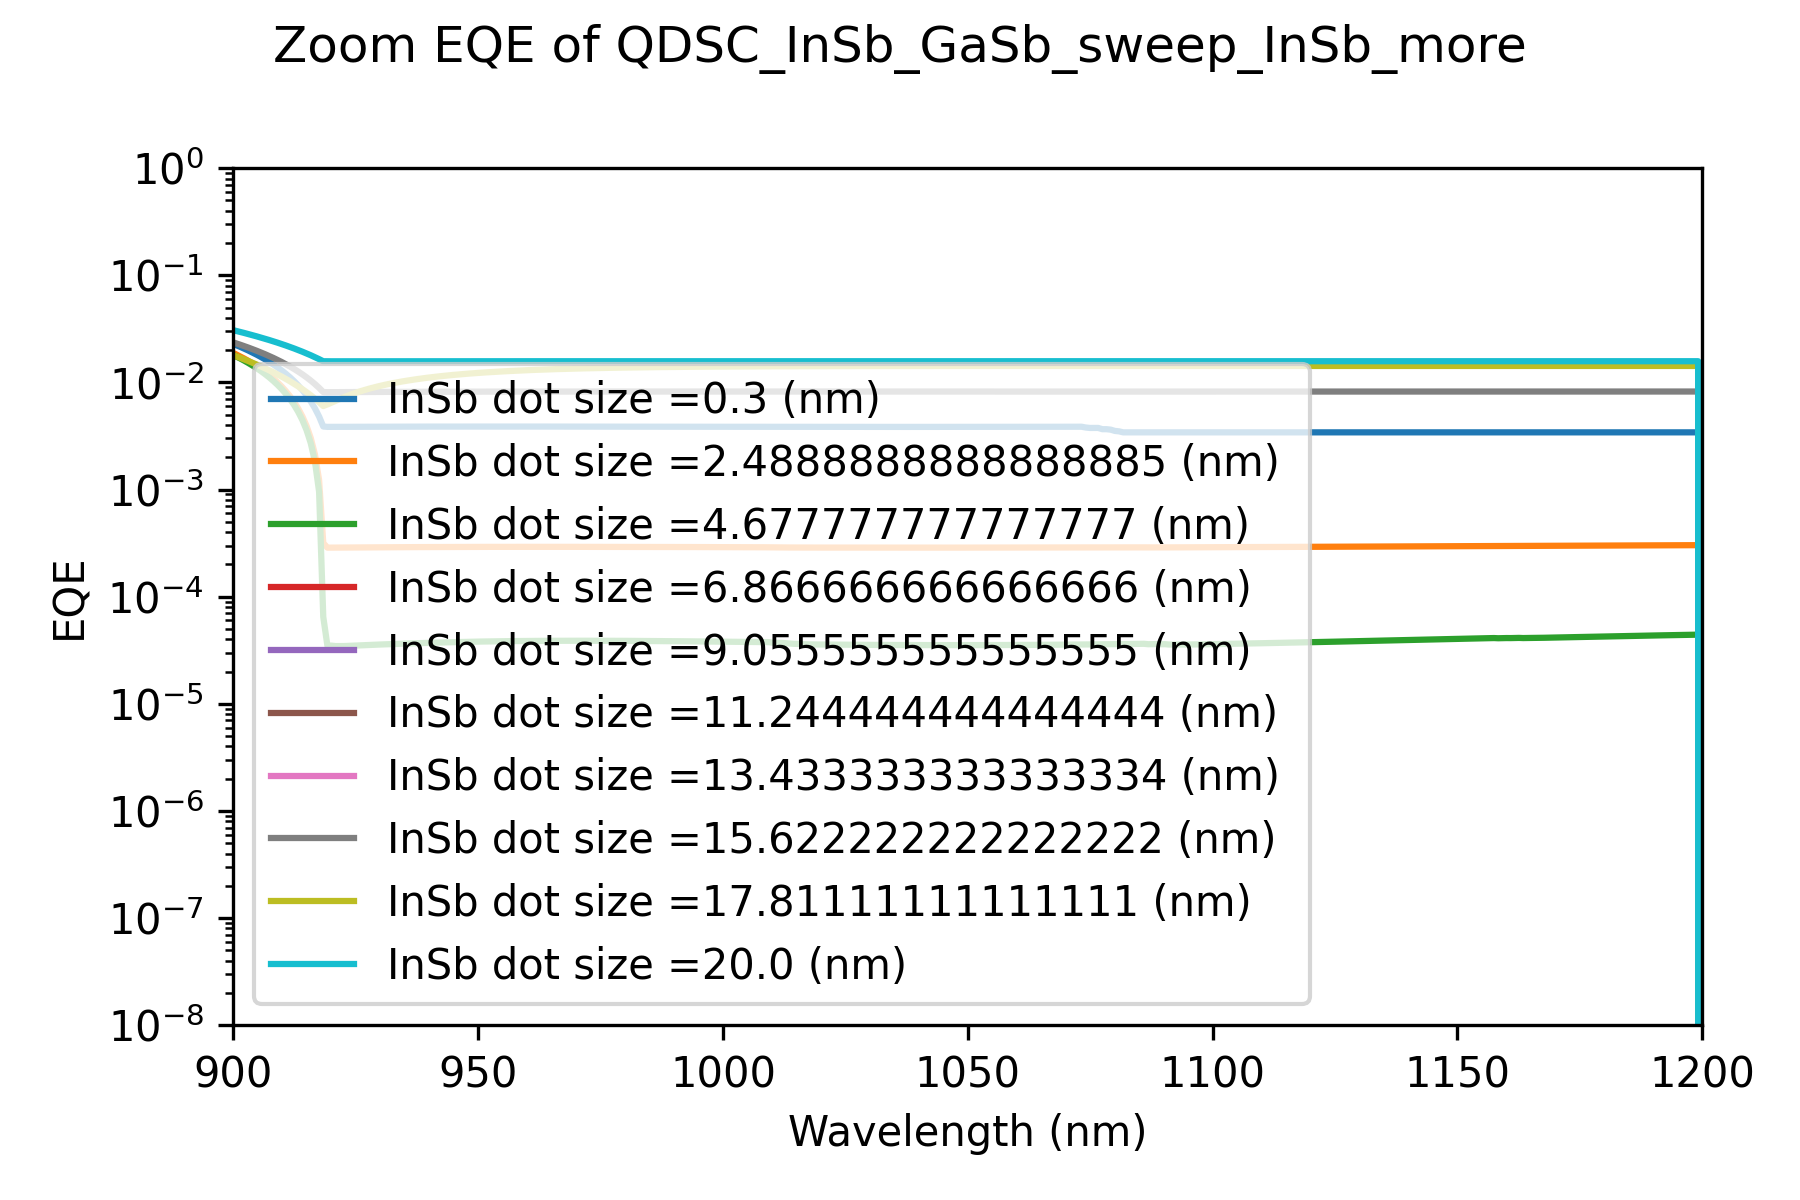 Zoom EQE of QDSC_InSb_GaSb_sweep_InSb_more
10⁰
10⁻¹
10⁻²
10⁻³
10⁻⁴
10⁻⁵
10⁻⁶
10⁻⁷
10⁻⁸
EQE
InSb dot size =0.3 (nm)
InSb dot size =2.4888888888888885 (nm)
InSb dot size =4.677777777777777 (nm)
InSb dot size =6.866666666666666 (nm)
InSb dot size =9.055555555555555 (nm)
InSb dot size =11.244444444444444 (nm)
InSb dot size =13.433333333333334 (nm)
InSb dot size =15.622222222222222 (nm)
InSb dot size =17.81111111111111 (nm)
InSb dot size =20.0 (nm)
900 950 1000 1050 1100 1150 1200
Wavelength (nm)